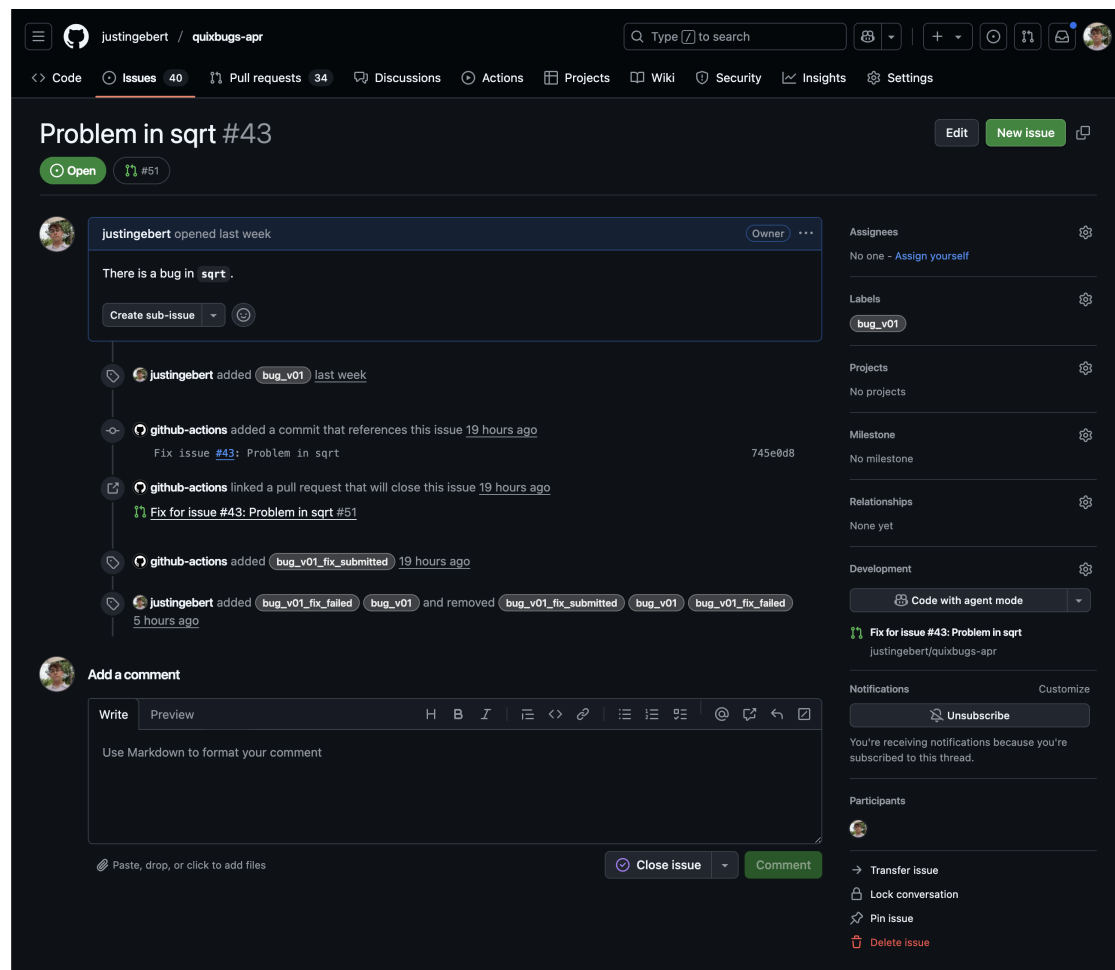 justingebert / quixbugs-apr
Type / to search
Code
Issues 40
Pull requests 34
Discussions
Actions
Projects
Wiki
Security
Insights
Settings
Problem in sqrt #43
Edit
New issue
Open
#51
justingebert opened last week
Owner
There is a bug in sqrt .
Create sub-issue
justingebert added bug_v01 last week
github-actions added a commit that references this issue 19 hours ago
Fix issue #43: Problem in sqrt
745e0d8
github-actions linked a pull request that will close this issue 19 hours ago
Fix for issue #43: Problem in sqrt #51
github-actions added bug_v01_fix_submitted 19 hours ago
justingebert added bug_v01_fix_failed bug_v01 and removed bug_v01_fix_submitted bug_v01 bug_v01_fix_failed
5 hours ago
Add a comment
Write
Preview
H B I
Use Markdown to format your comment
Paste, drop, or click to add files
Close issue
Comment
Assignees
No one - Assign yourself
Labels
bug_v01
Projects
No projects
Milestone
No milestone
Relationships
None yet
Development
Code with agent mode
Fix for issue #43: Problem in sqrt
justingebert/quixbugs-apr
Notifications
Customize
Unsubscribe
You're receiving notifications because you're
subscribed to this thread.
Participants
Transfer issue
Lock conversation
Pin issue
Delete issue